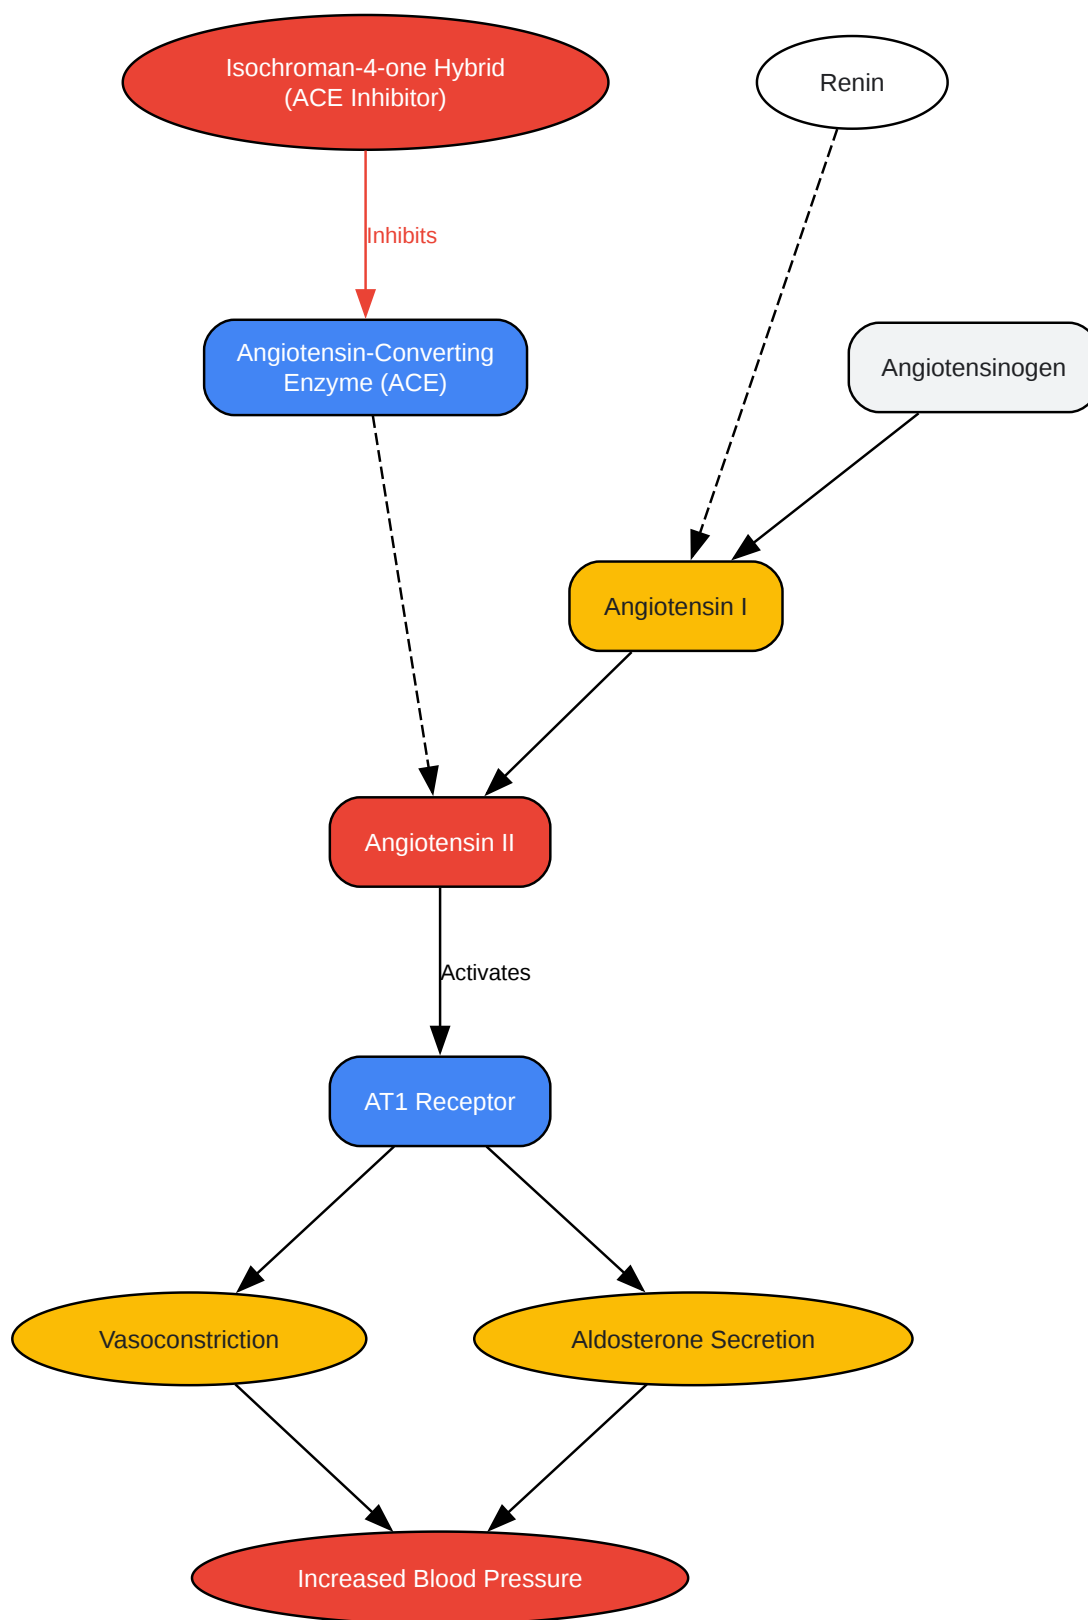 Isochroman-4-one Hybrid
(ACE Inhibitor)
Renin
Inhibits
Angiotensin-Converting
Enzyme (ACE)
Angiotensinogen
Angiotensin I
Angiotensin II
Activates
AT1 Receptor
Vasoconstriction
Aldosterone Secretion
Increased Blood Pressure